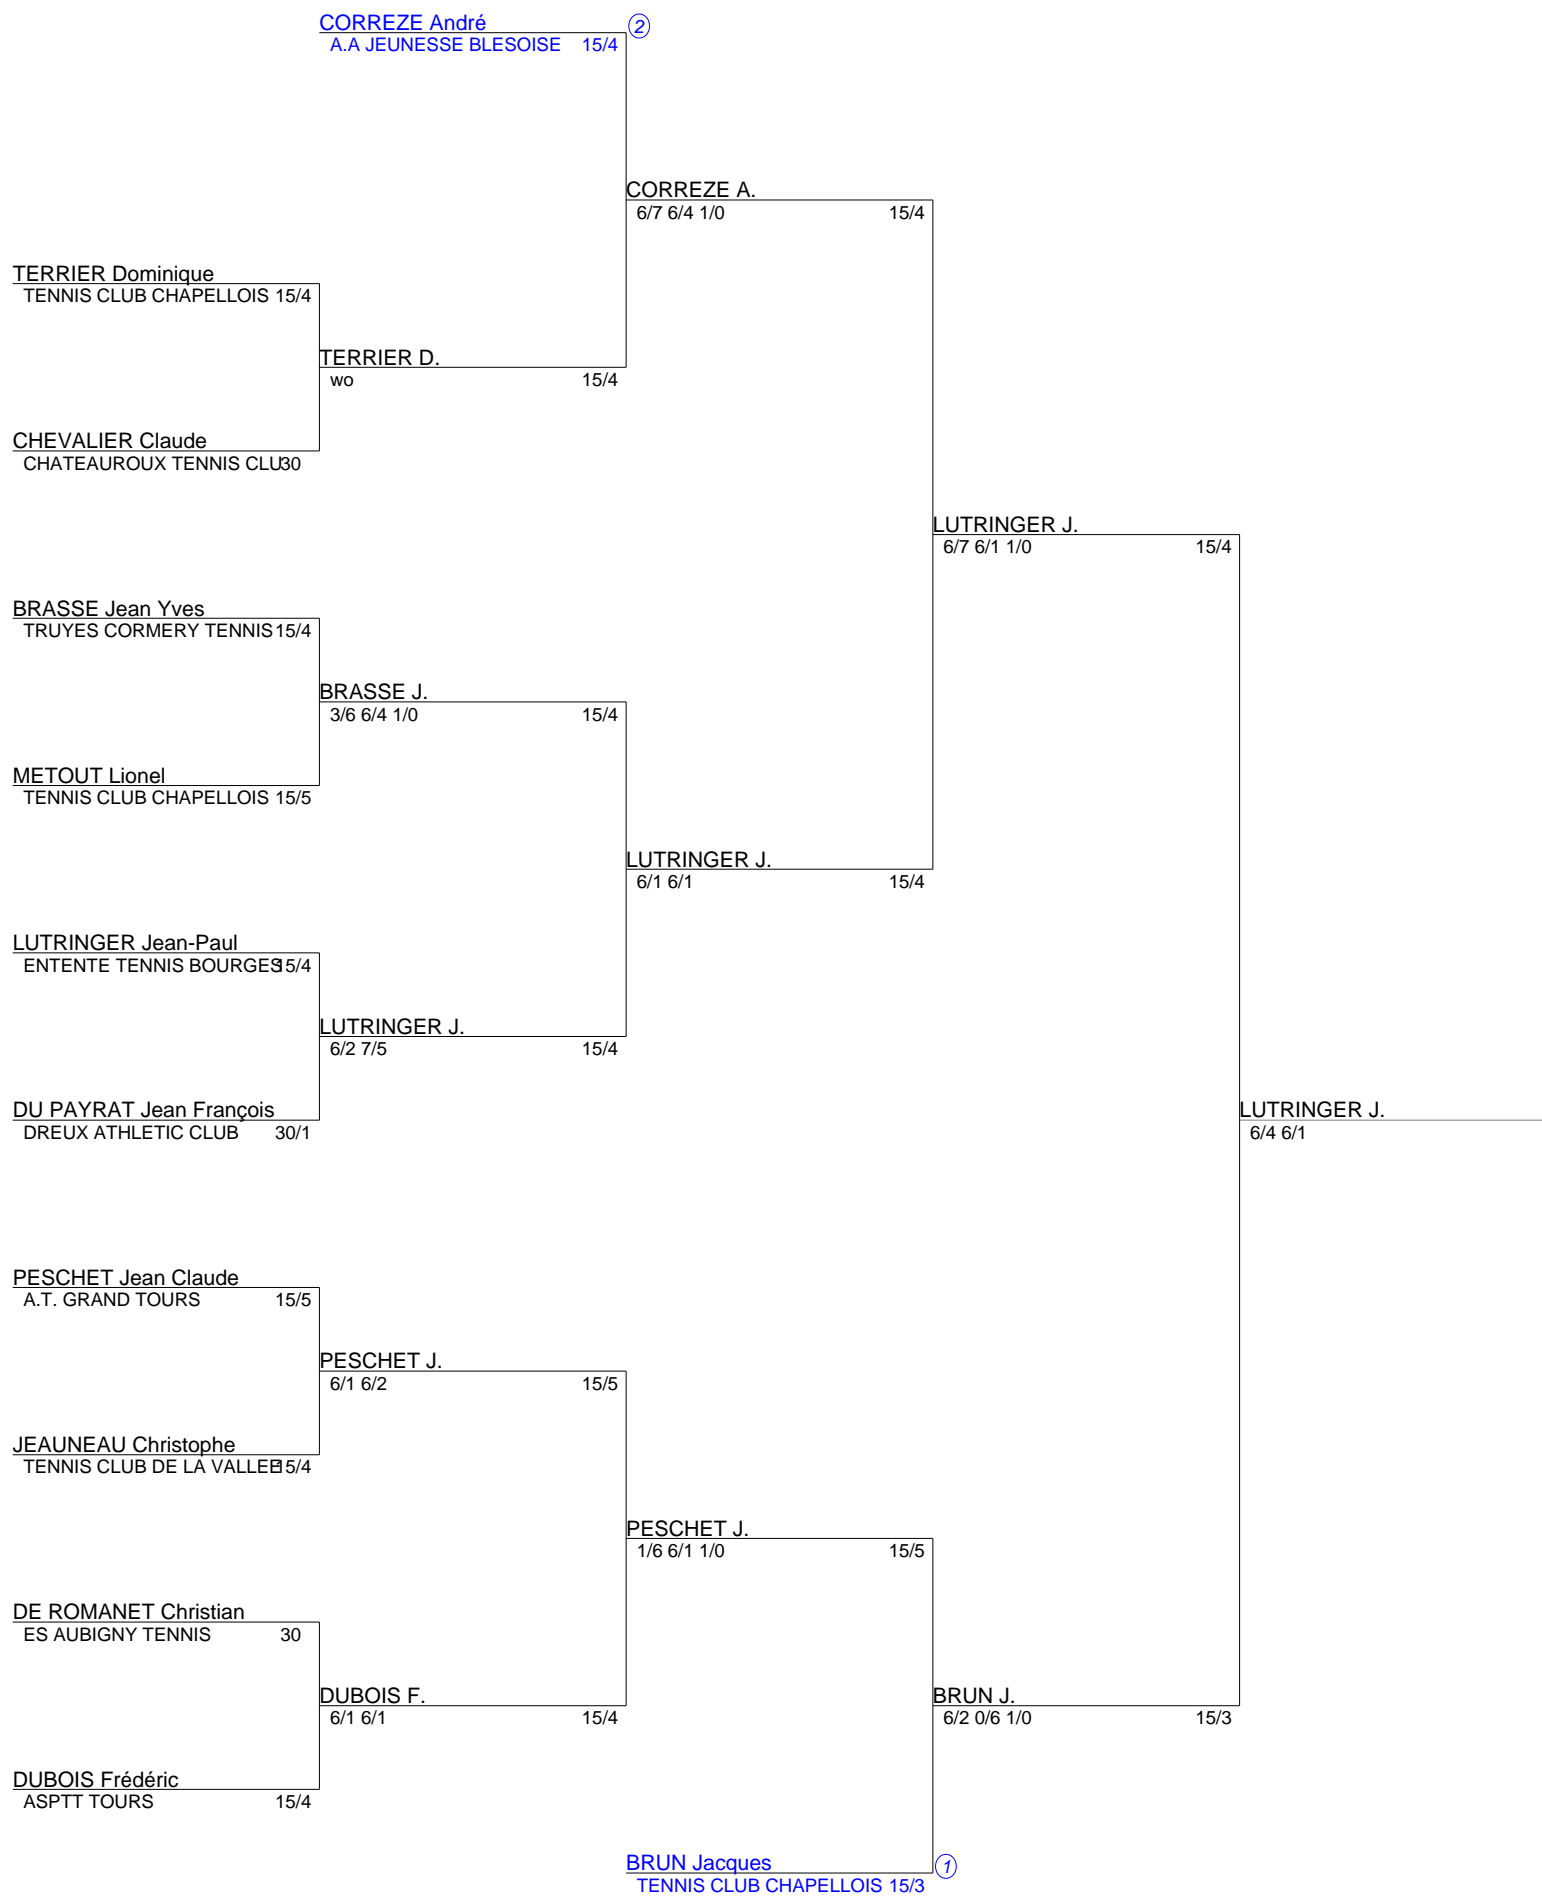 CORREZE André 2
A.A JEUNESSE BLESOISE 15/4
CORREZE A.
6/7 6/4 1/0 15/4
TERRIER Dominique
TENNIS CLUB CHAPELLOIS 15/4
TERRIER D.
wo 15/4
CHEVALIER Claude
CHATEAUROUX TENNIS CLU30
LUTRINGER J.
6/7 6/1 1/0 15/4
BRASSE Jean Yves
TRUYES CORMERY TENNIS 15/4
BRASSE J.
3/6 6/4 1/0 15/4
METOUT Lionel
TENNIS CLUB CHAPELLOIS 15/5
LUTRINGER J.
6/1 6/1 15/4
LUTRINGER Jean-Paul
ENTENTE TENNIS BOURGES 15/4
LUTRINGER J.
6/2 7/5 15/4
DU PAYRAT Jean François
DREUX ATHLETIC CLUB 30/1
LUTRINGER J.
6/4 6/1
PESCHET Jean Claude
A.T. GRAND TOURS 15/5
PESCHET J.
6/1 6/2 15/5
JEAUNEAU Christophe
TENNIS CLUB DE LA VALLEE 15/4
PESCHET J.
1/6 6/1 1/0 15/5
DE ROMANET Christian
ES AUBIGNY TENNIS 30
DUBOIS F.
6/1 6/1 15/4
BRUN J.
6/2 0/6 1/0 15/3
DUBOIS Frédéric
ASPTT TOURS 15/4
BRUN Jacques 1
TENNIS CLUB CHAPELLOIS 15/3